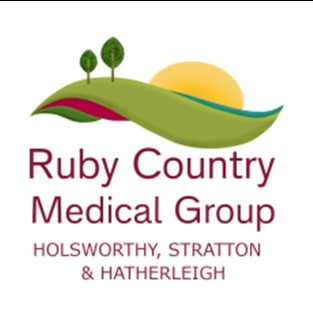 Ruby Country
Medical Group
HOLSWORTHY, STRATTON
& HATHERLEIGH